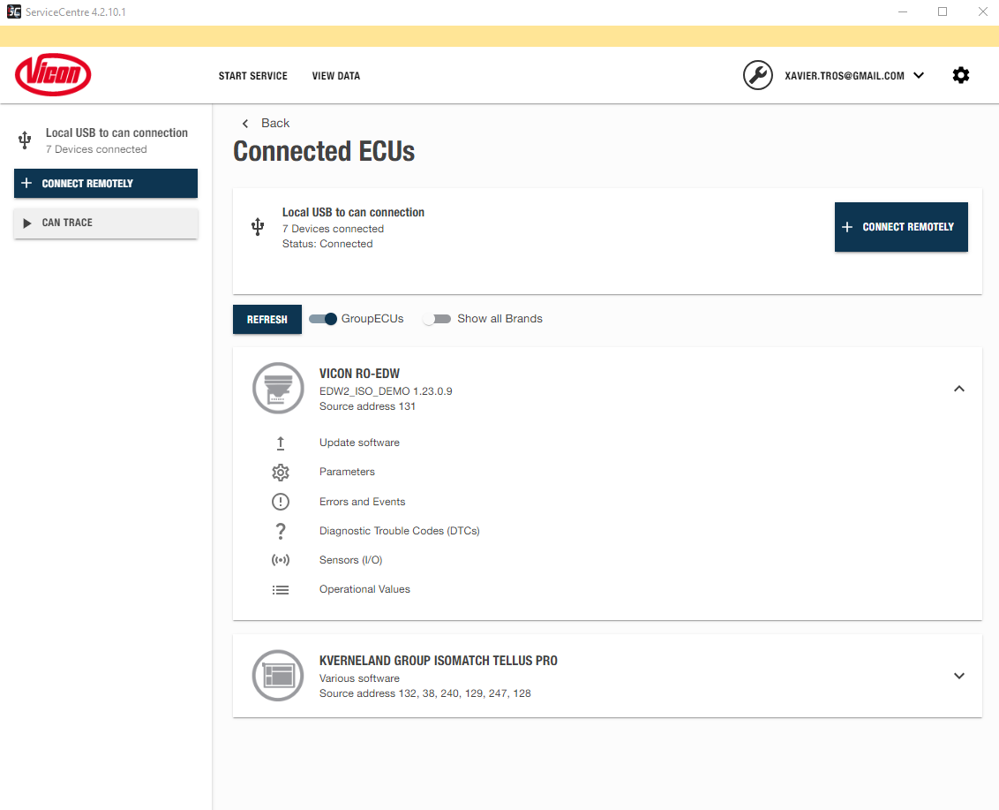 ServiceCentre 4.2.10.1
Vicon
START SERVICE
VIEW DATA
XAVIER.TROS@GMAIL.COM
Local USB to can connection
7 Devices connected
CONNECT REMOTELY
CAN TRACE
Back
Connected ECUs
Local USB to can connection
7 Devices connected
Status: Connected
CONNECT REMOTELY
REFRESH
GroupECUs
Show all Brands
VICON RO-EDW
EDW2_ISO_DEMO 1.23.0.9
Source address 131
Update software
Parameters
Errors and Events
Diagnostic Trouble Codes (DTCs)
Sensors (I/O)
Operational Values
KVERNELAND GROUP ISOMATCH TELLUS PRO
Various software
Source address 132, 38, 240, 129, 247, 128